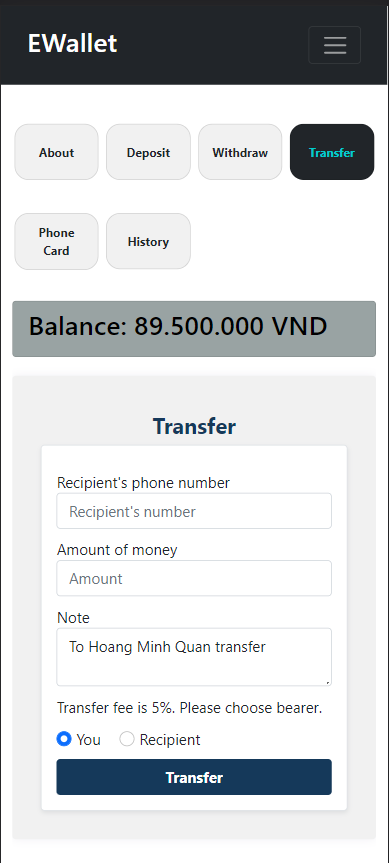 EWallet
About
Deposit
Withdraw
Transfer
Phone
Card
History
Balance: 89.500.000 VND
Transfer
Recipient's phone number
Recipient's number
Amount of money
Amount
Note
To Hoang Minh Quan transfer
Transfer fee is 5%. Please choose bearer.
You
Recipient
Transfer